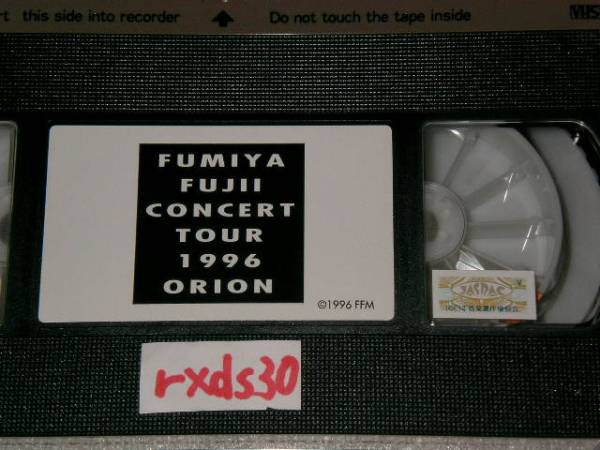 this side into recorder
Do not touch the tape inside
VHS
FUMIYA
FUJII
CONCERT
TOUR
1996
ORION
©1996 FFM
JASRAC
rxds30